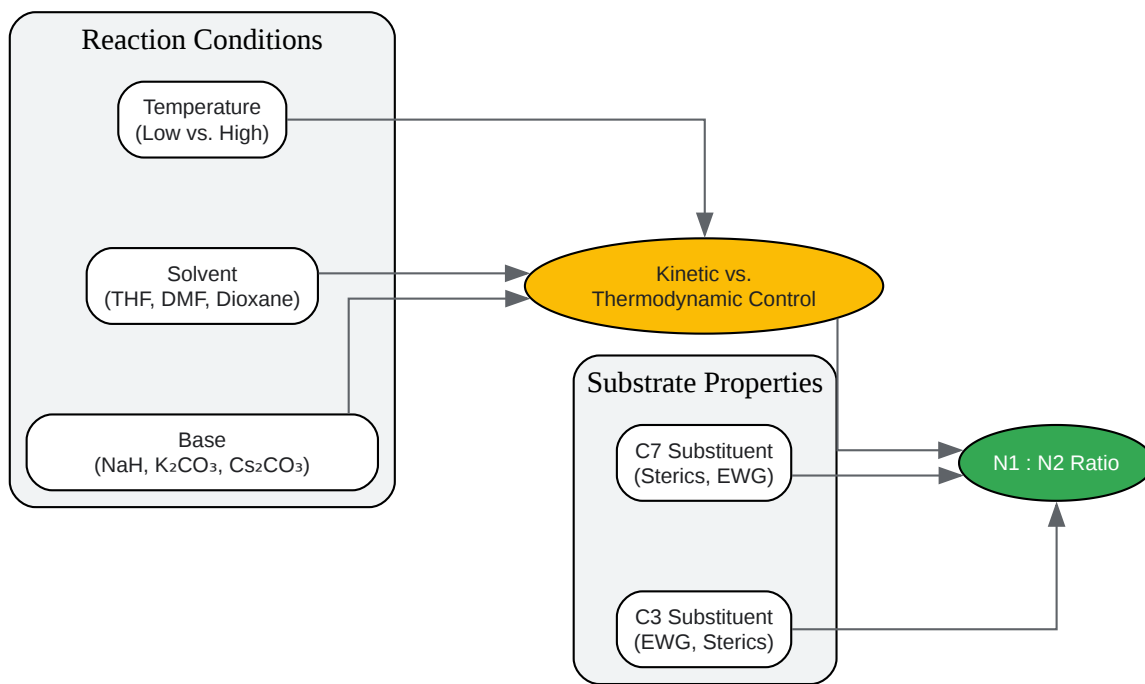 Reaction Conditions
Temperature
(Low vs. High)
Solvent
(THF, DMF, Dioxane)
Base
(NaH, K₂CO₃, Cs₂CO₃)
Kinetic vs.
Thermodynamic Control
Substrate Properties
C7 Substituent
(Sterics, EWG)
C3 Substituent
(EWG, Sterics)
N1 : N2 Ratio